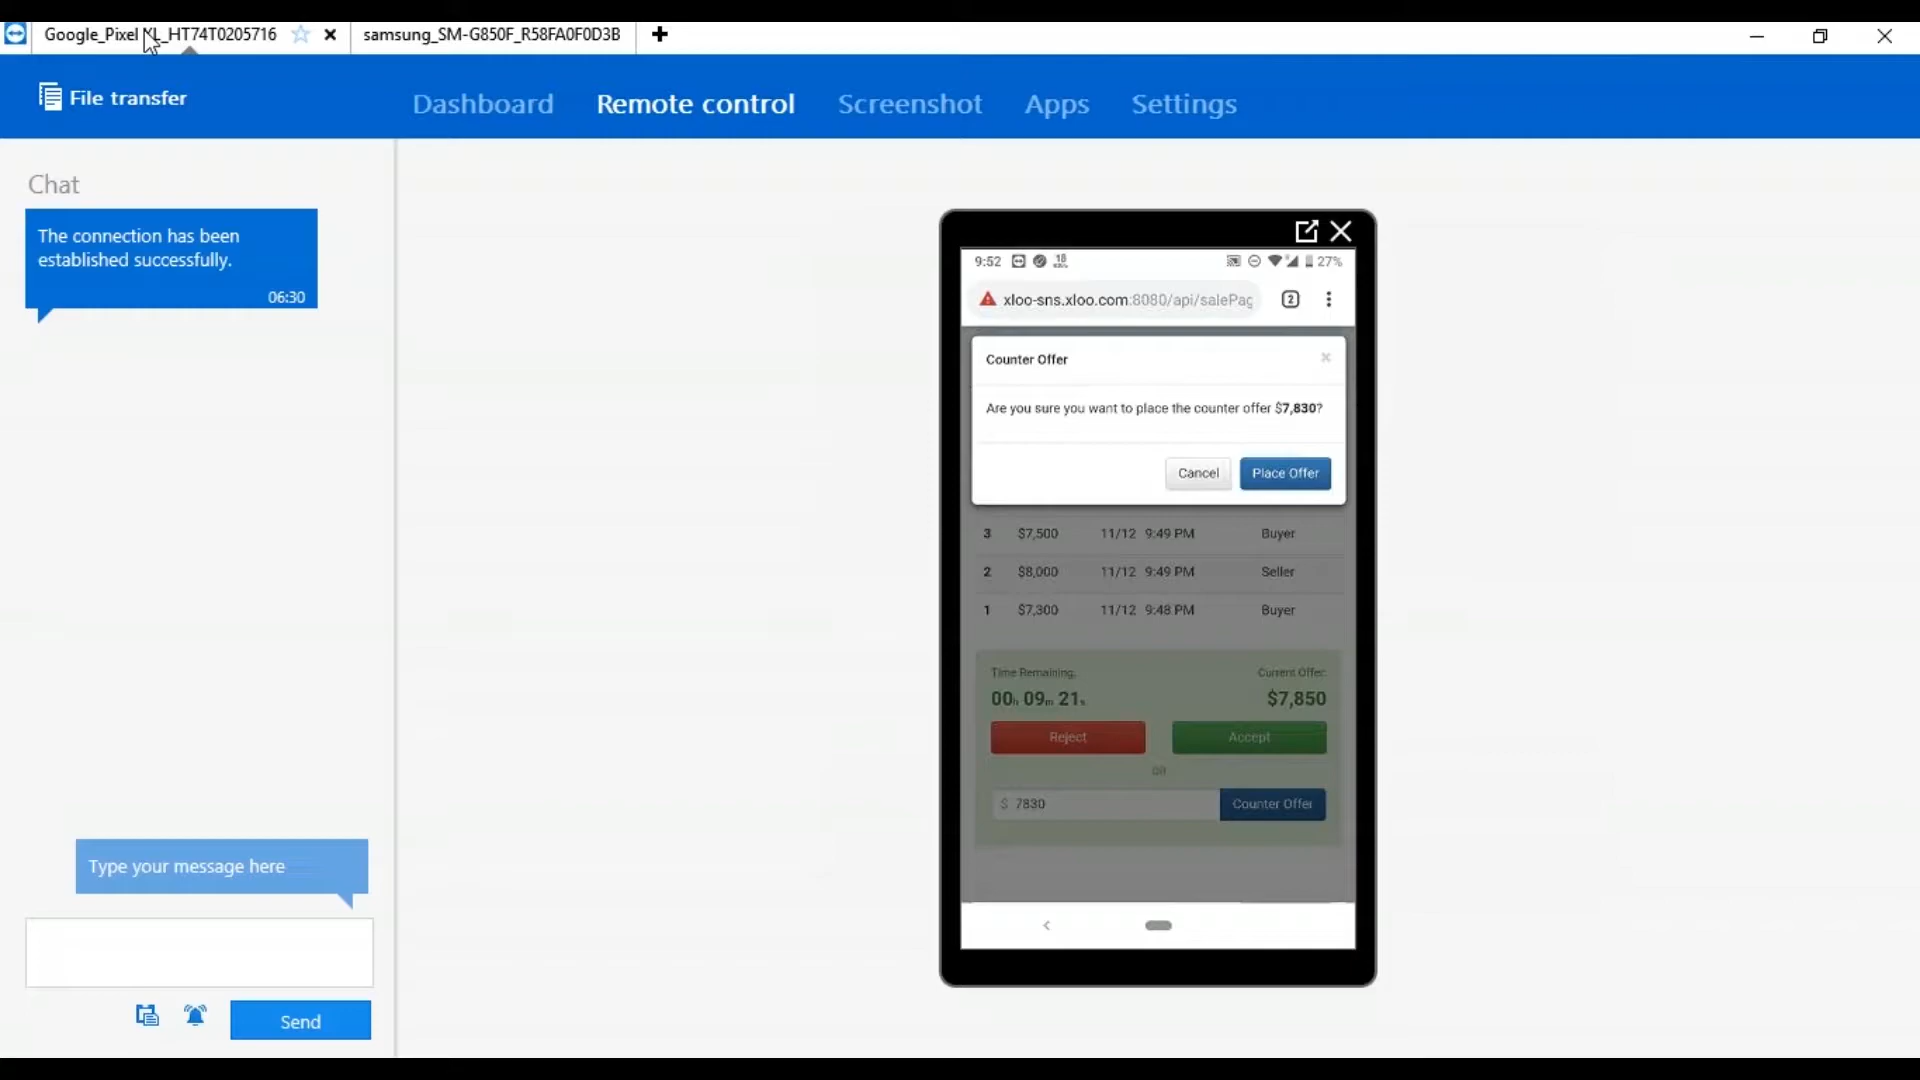 Google_Pixel XL_HT74T0205716
samsung_SM-G850F_R58FA0F0D3B
File transfer
Dashboard
Remote control
Screenshot
Apps
Settings
Chat
The connection has been
established successfully.
06:30
Type your message here
Send
9:52
27%
xloo-sns.xloo.com:8080/api/salePag
2
Counter Offer
Are you sure you want to place the counter offer $7,830?
Cancel
Place Offer
3 $7,500 11/12 9:49 PM Buyer
2 $8,000 11/12 9:49 PM Seller
1 $7,300 11/12 9:48 PM Buyer
Time Remaining:
Current Offer:
00h 09m 21s
$7,850
Reject
Accept
OR
$ 7830
Counter Offer